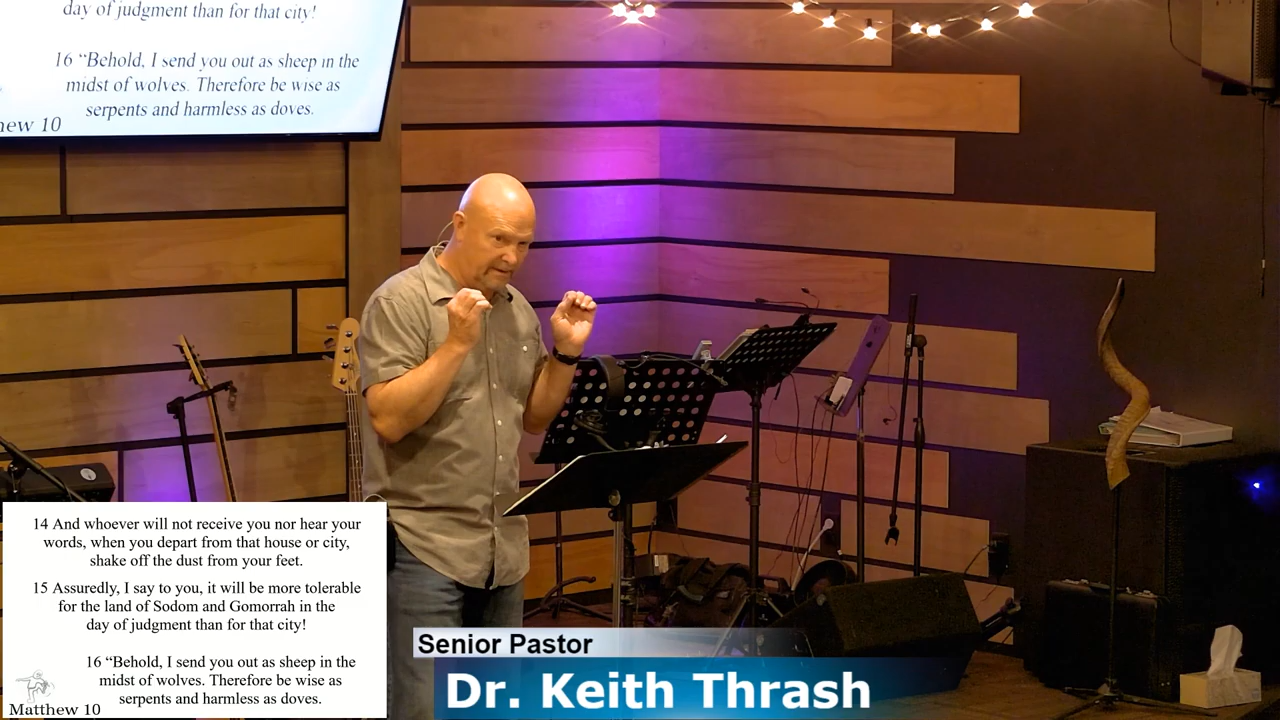 day of judgment than for that city!
16 “Behold, I send you out as sheep in the
midst of wolves. Therefore be wise as
serpents and harmless as doves.
14 And whoever will not receive you nor hear your
words, when you depart from that house or city,
shake off the dust from your feet.
15 Assuredly, I say to you, it will be more tolerable
for the land of Sodom and Gomorrah in the
day of judgment than for that city!
16 “Behold, I send you out as sheep in the
midst of wolves. Therefore be wise as
serpents and harmless as doves.
Matthew 10
Senior Pastor
Dr. Keith Thrash